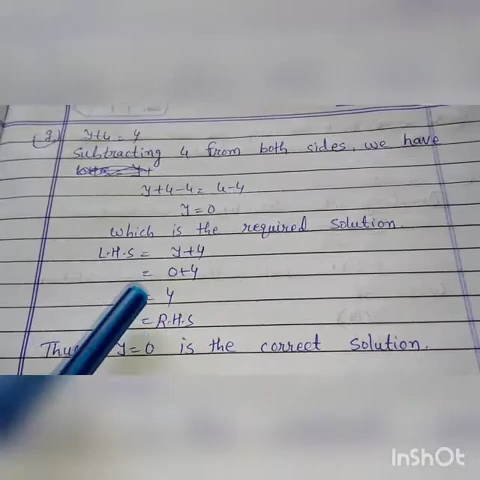 (g) y+4 = 4
Subtracting 4 from both sides, we have
y+4-4 = 4-4
y=0
which is the required solution.
L.H.S = y+4
= 0+4
= 4
= R.H.S
Thus y=0 is the correct solution.
InShOt